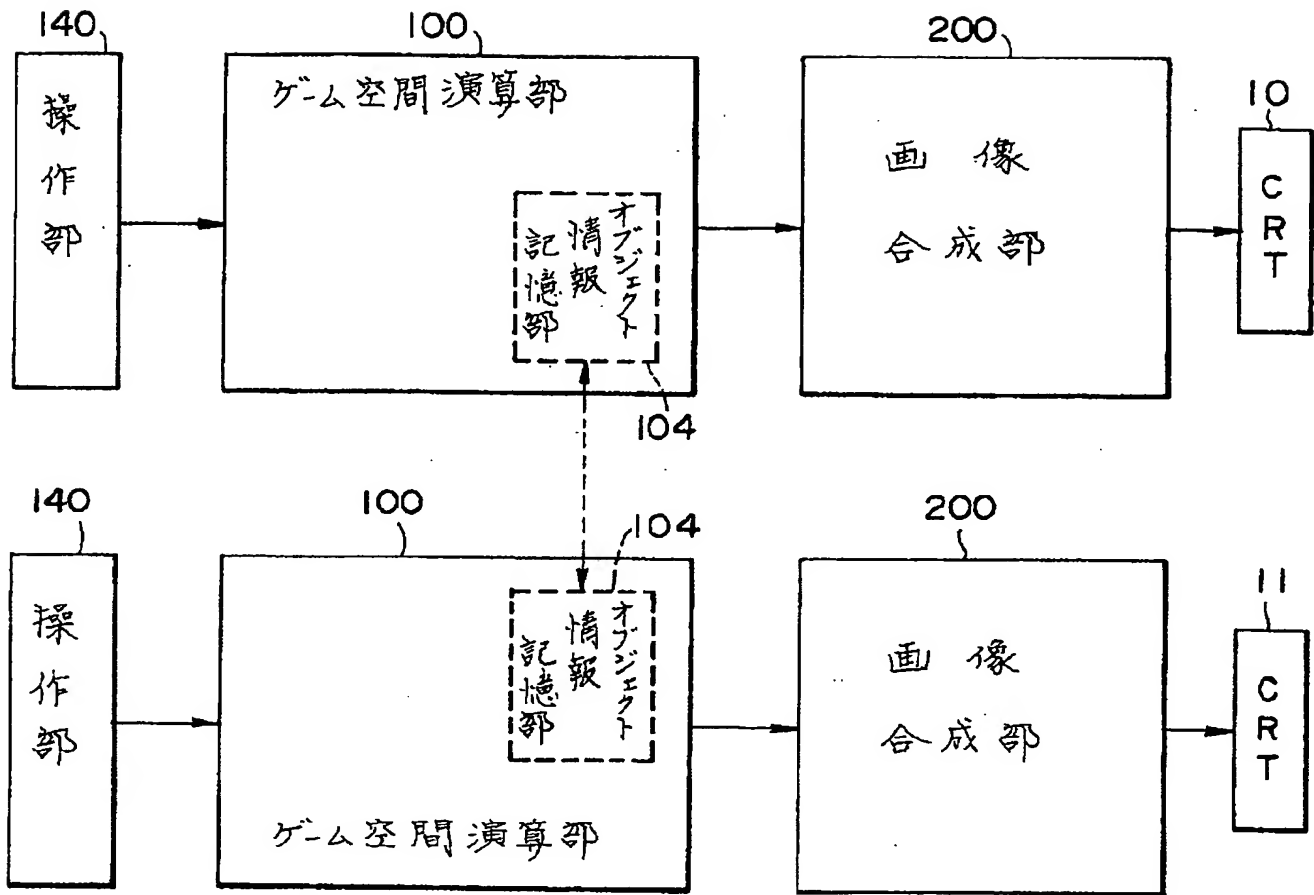 140
100
200
操作部
ゲーム空間演算部
オブジェクト
情報
記憶部
104
画像
合成部
10
CRT
140
100
104
200
操作部
オブジェクト
情報
記憶部
ゲーム空間演算部
画像
合成部
11
CRT